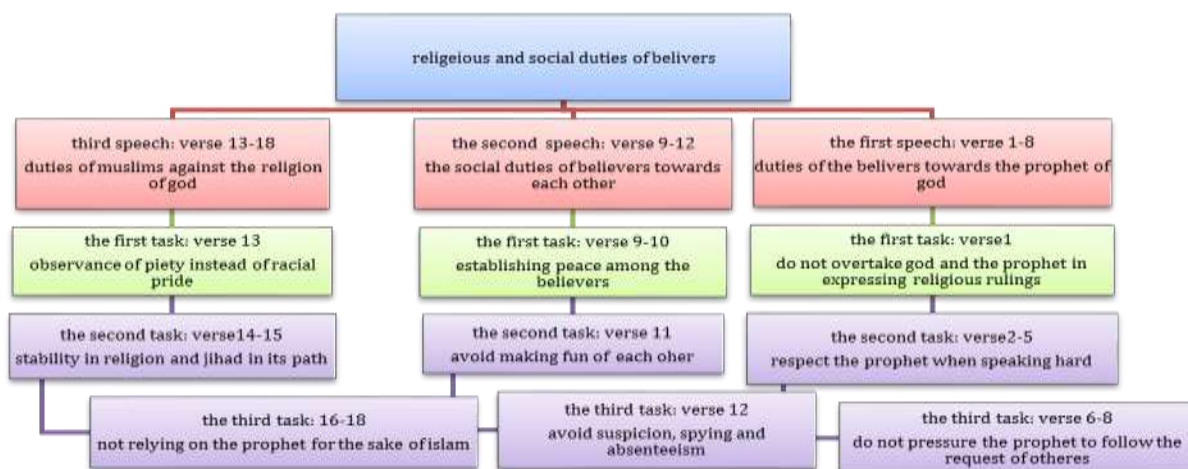 religeious and social duties of belivers
third speech: verse 13-18
duties of muslims against the religion
of god
the second speech: verse 9-12
the social duties of believers towards
each other
the first speech: verse 1-8
duties of the belivers towards the prophet of
god
the first task: verse 13
observance of piety instead of racial
pride
the first task: verse 9-10
establishing peace among the
believers
the first task: verse1
do not overtake god and the prophet in
expressing religious rulings
the second task: verse14-15
stability in religion and jihad in its path
the second task: verse 11
avoid making fun of each oher
the second task: verse2-5
respect the prophet when speaking hard
the third task: 16-18
not relying on the prophet for the sake of islam
the third task: verse 12
avoid suspicion, spying and
absenteeism
the third task: verse 6-8
do not pressure the prophet to follow the
request of otheres